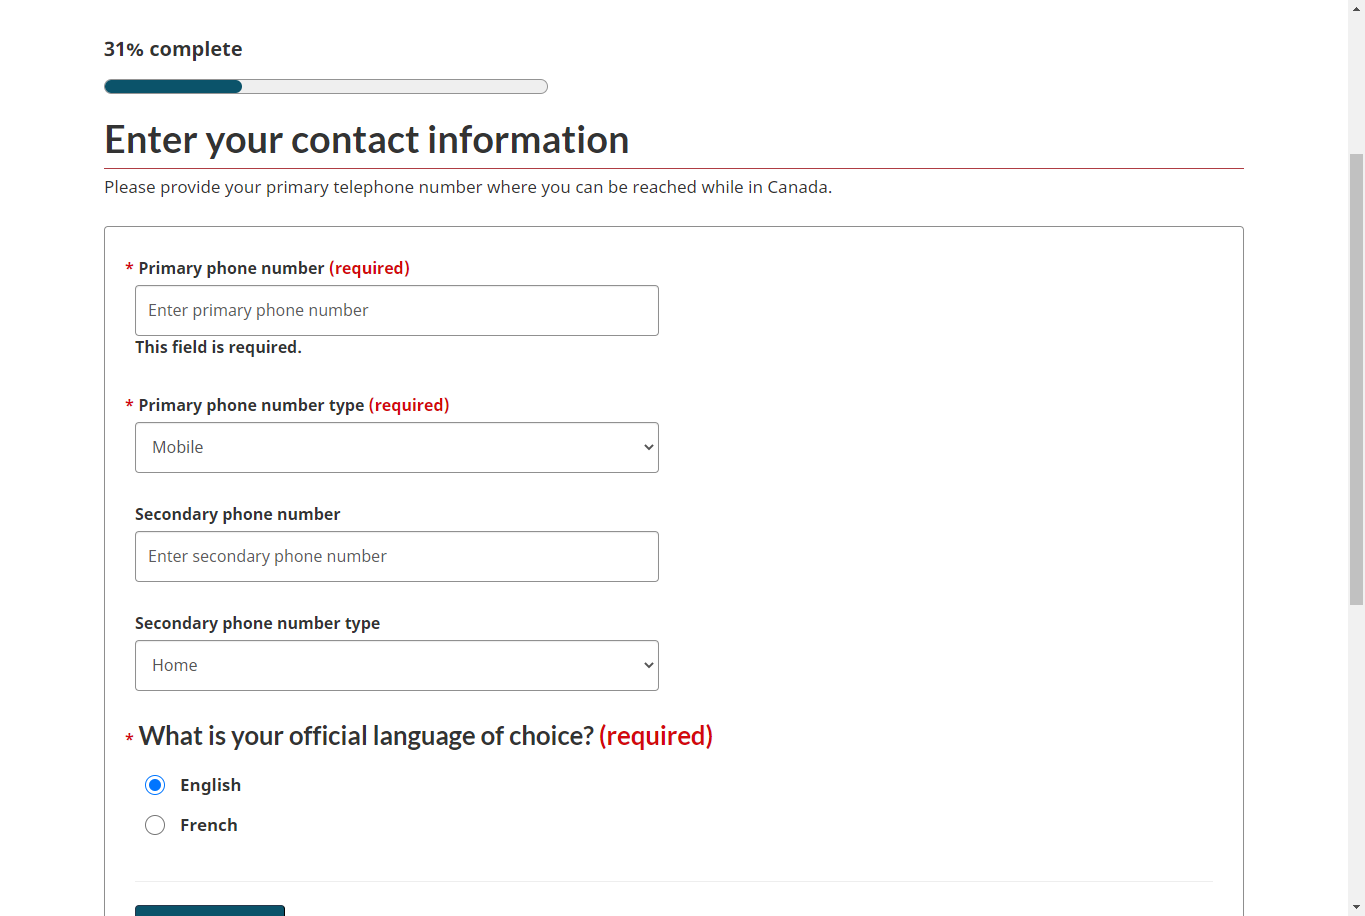 31% complete
Enter your contact information
Please provide your primary telephone number where you can be reached while in Canada.
* Primary phone number (required)
Enter primary phone number
This field is required.
* Primary phone number type (required)
Mobile
Secondary phone number
Enter secondary phone number
Secondary phone number type
Home
* What is your official language of choice? (required)
English
French